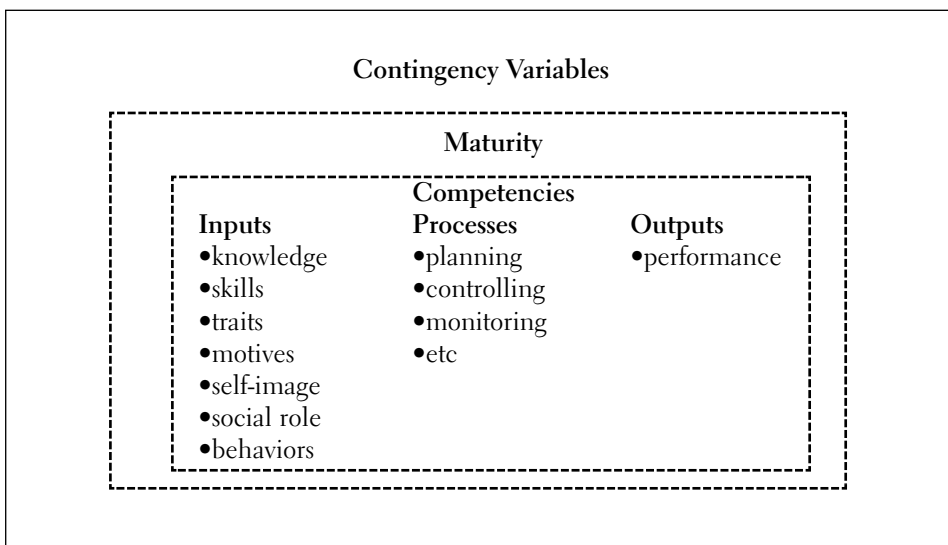 Contingency Variables
Maturity
Competencies
Inputs
•knowledge
•skills
•traits
•motives
•self-image
•social role
•behaviors
Processes
•planning
•controlling
•monitoring
•etc
Outputs
•performance